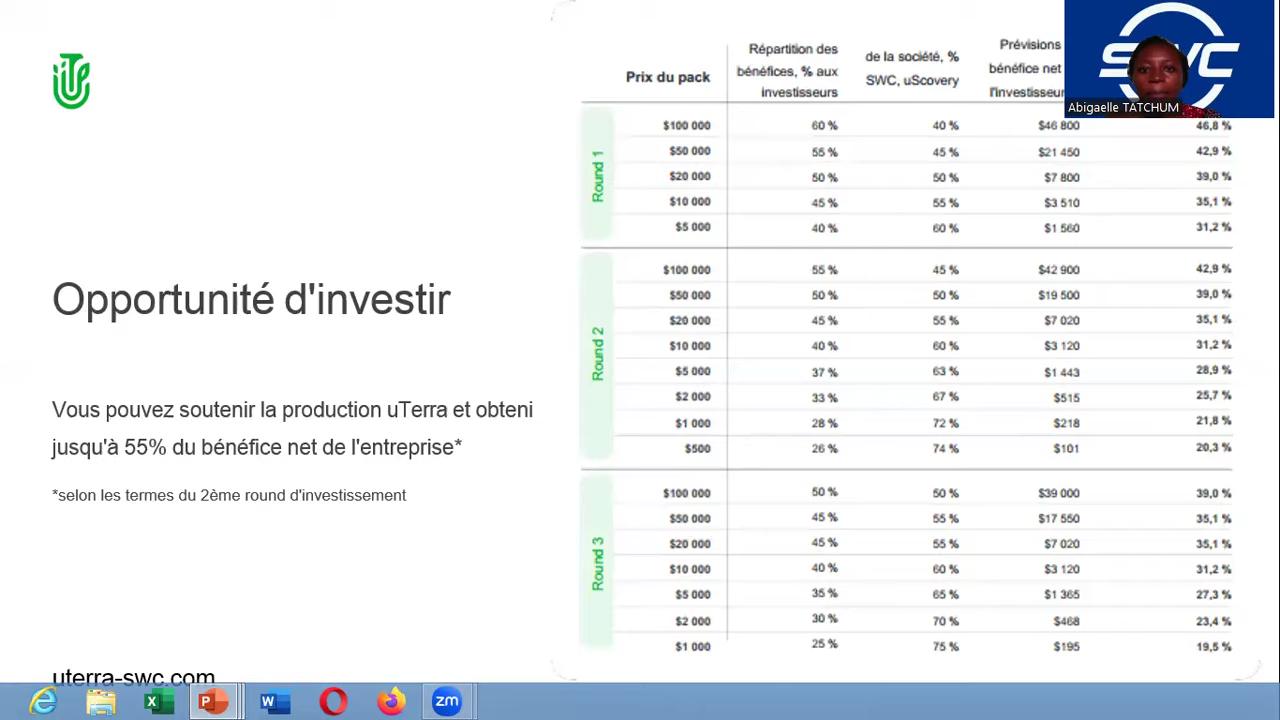 Opportunité d'investir
Vous pouvez soutenir la production uTerra et obteni
jusqu'à 55% du bénéfice net de l'entreprise*
*selon les termes du 2ème round d'investissement
uterra-swc.com
Prix du pack
Répartition des
bénéfices, % aux
investisseurs
de la société, %
SWC, uScovery
Prévisions
bénéfice net
l'investisseur
Round 1
$100 000 60 % 40 % $46 800 46,8 %
$50 000 55 % 45 % $21 450 42,9 %
$20 000 50 % 50 % $7 800 39,0 %
$10 000 45 % 55 % $3 510 35,1 %
$5 000 40 % 60 % $1 560 31,2 %
Round 2
$100 000 55 % 45 % $42 900 42,9 %
$50 000 50 % 50 % $19 500 39,0 %
$20 000 45 % 55 % $7 020 35,1 %
$10 000 40 % 60 % $3 120 31,2 %
$5 000 37 % 63 % $1 443 28,9 %
$2 000 33 % 67 % $515 25,7 %
$1 000 28 % 72 % $218 21,8 %
$500 26 % 74 % $101 20,3 %
Round 3
$100 000 50 % 50 % $39 000 39,0 %
$50 000 45 % 55 % $17 550 35,1 %
$20 000 45 % 55 % $7 020 35,1 %
$10 000 40 % 60 % $3 120 31,2 %
$5 000 35 % 65 % $1 365 27,3 %
$2 000 30 % 70 % $468 23,4 %
$1 000 25 % 75 % $195 19,5 %
SWC
Abigaelle TATCHUM
zm